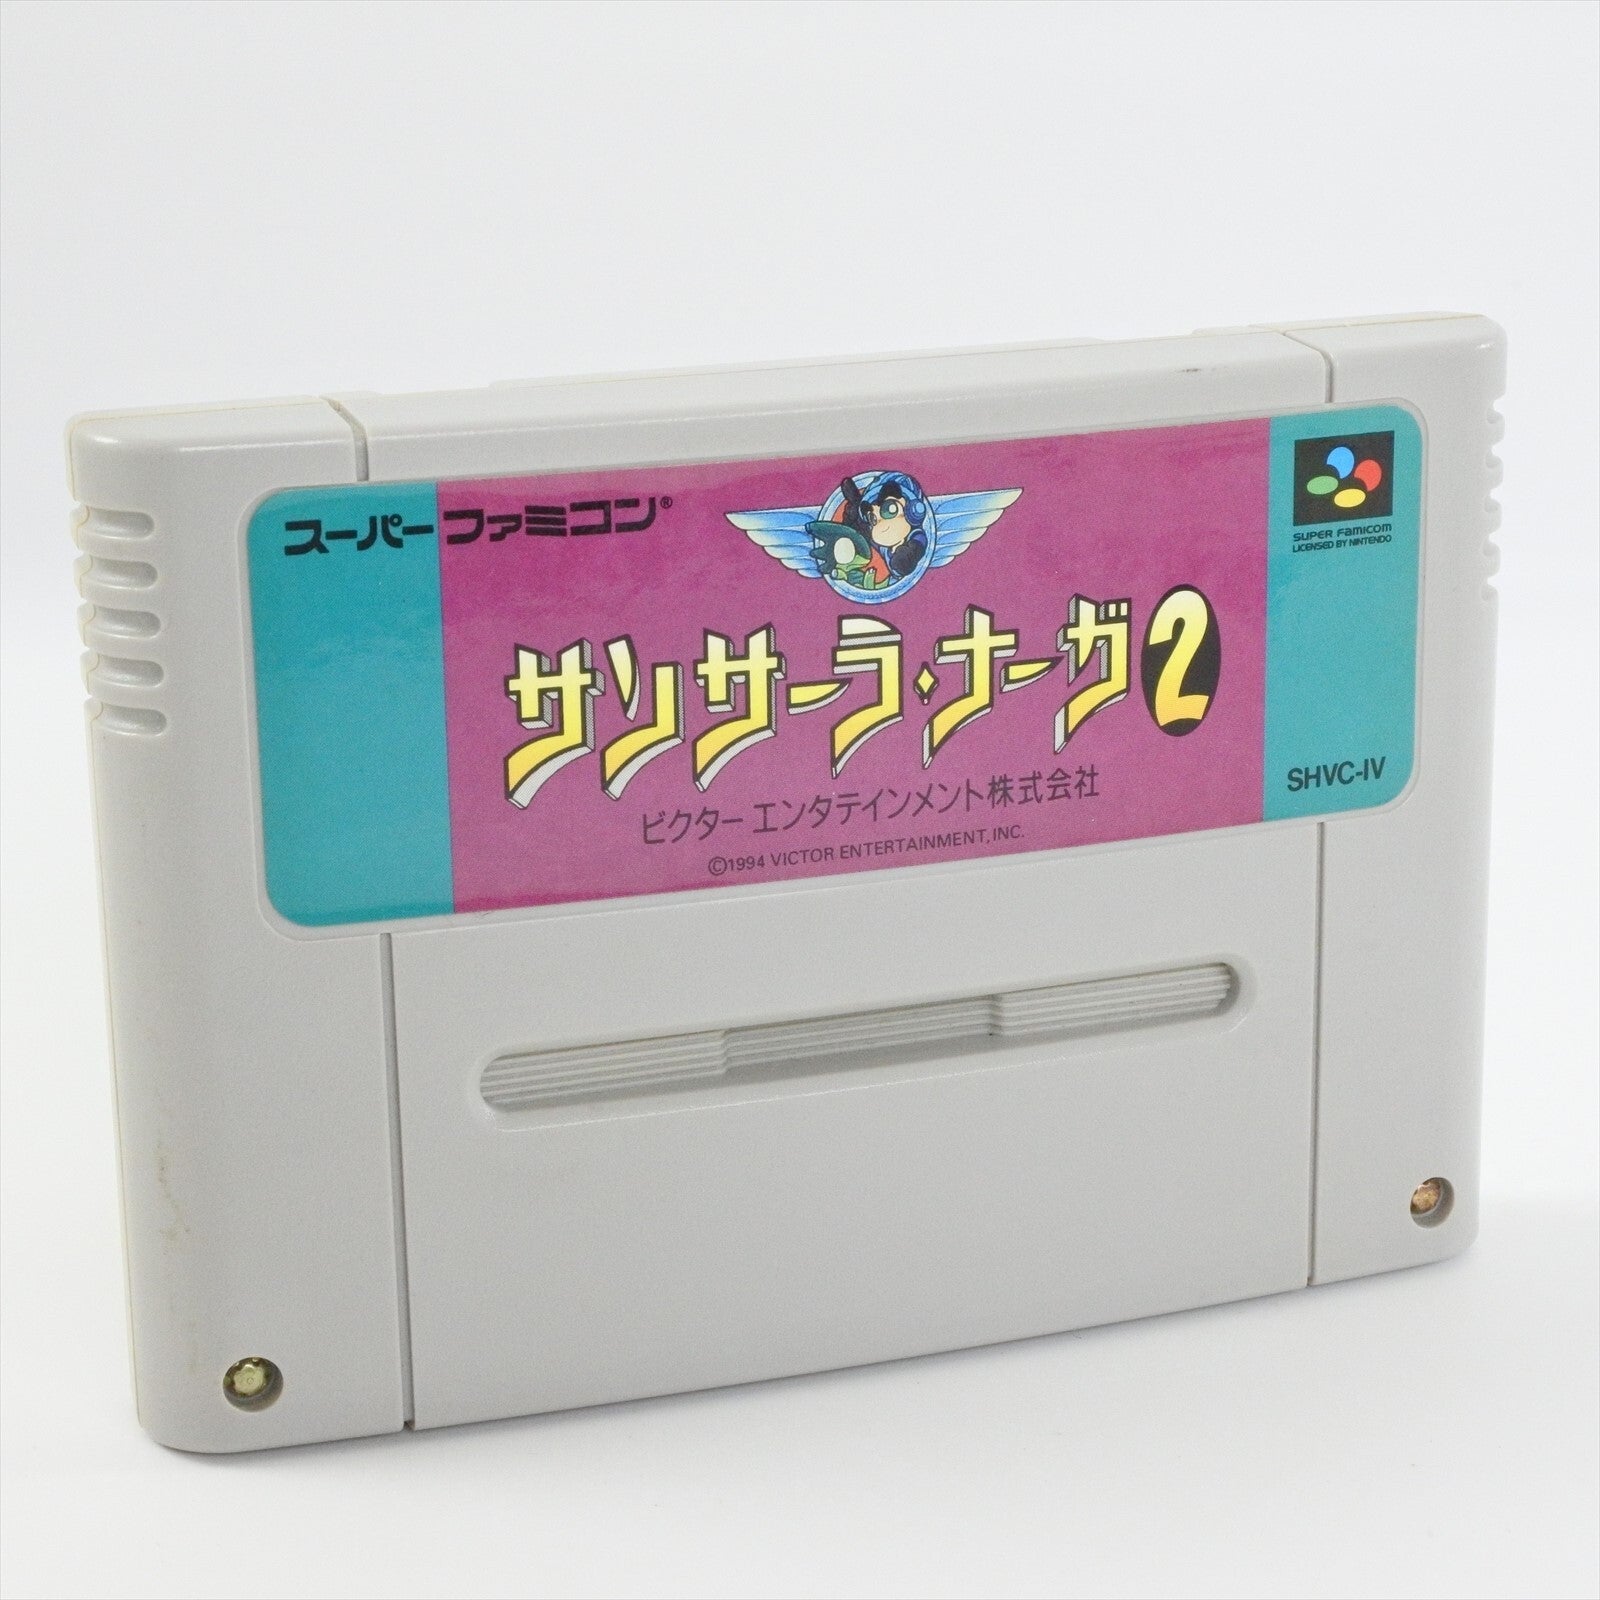 スーパーファミコン®
SUPER FAMICOM
LICENSED BY NINTENDO
サンサーラ・ナーガ2
SHVC-IV
ビクター エンタテインメント株式会社
©1994 VICTOR ENTERTAINMENT, INC.